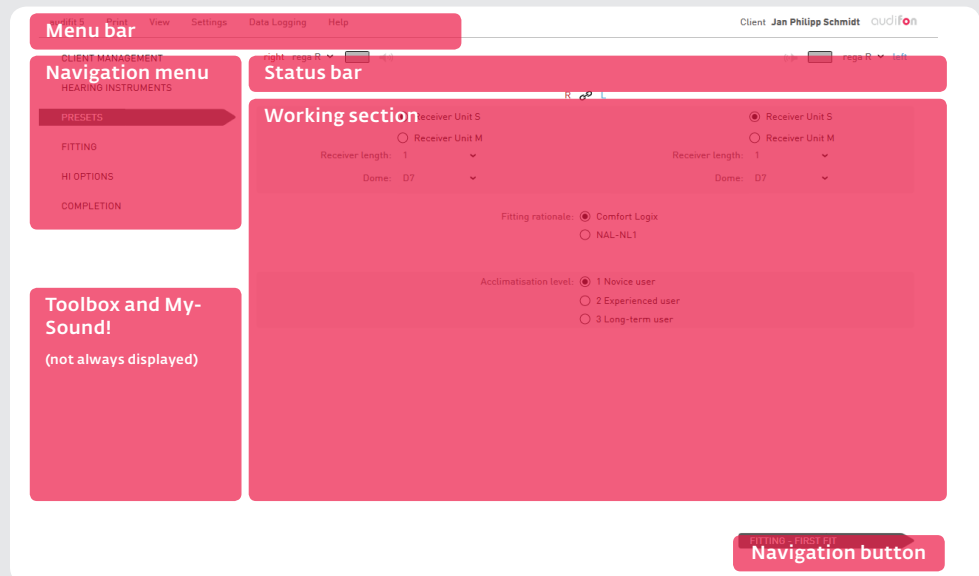 audifit 5 Print View Settings Data Logging Help
Menu bar
Client Jan Philipp Schmidt audifon
CLIENT MANAGEMENT
Navigation menu
HEARING INSTRUMENTS
PRESETS
FITTING
HI OPTIONS
COMPLETION
right rega R
rega R left
Status bar
R L
Working section
Receiver Unit S
Receiver Unit S
Receiver Unit M
Receiver Unit M
Receiver length: 1
Receiver length: 1
Dome: D7
Dome: D7
Fitting rationale: Comfort Logix
NAL-NL1
Acclimatisation level: 1 Novice user
2 Experienced user
3 Long-term user
Toolbox and My-
Sound!
(not always displayed)
FITTING - FIRST FIT
Navigation button